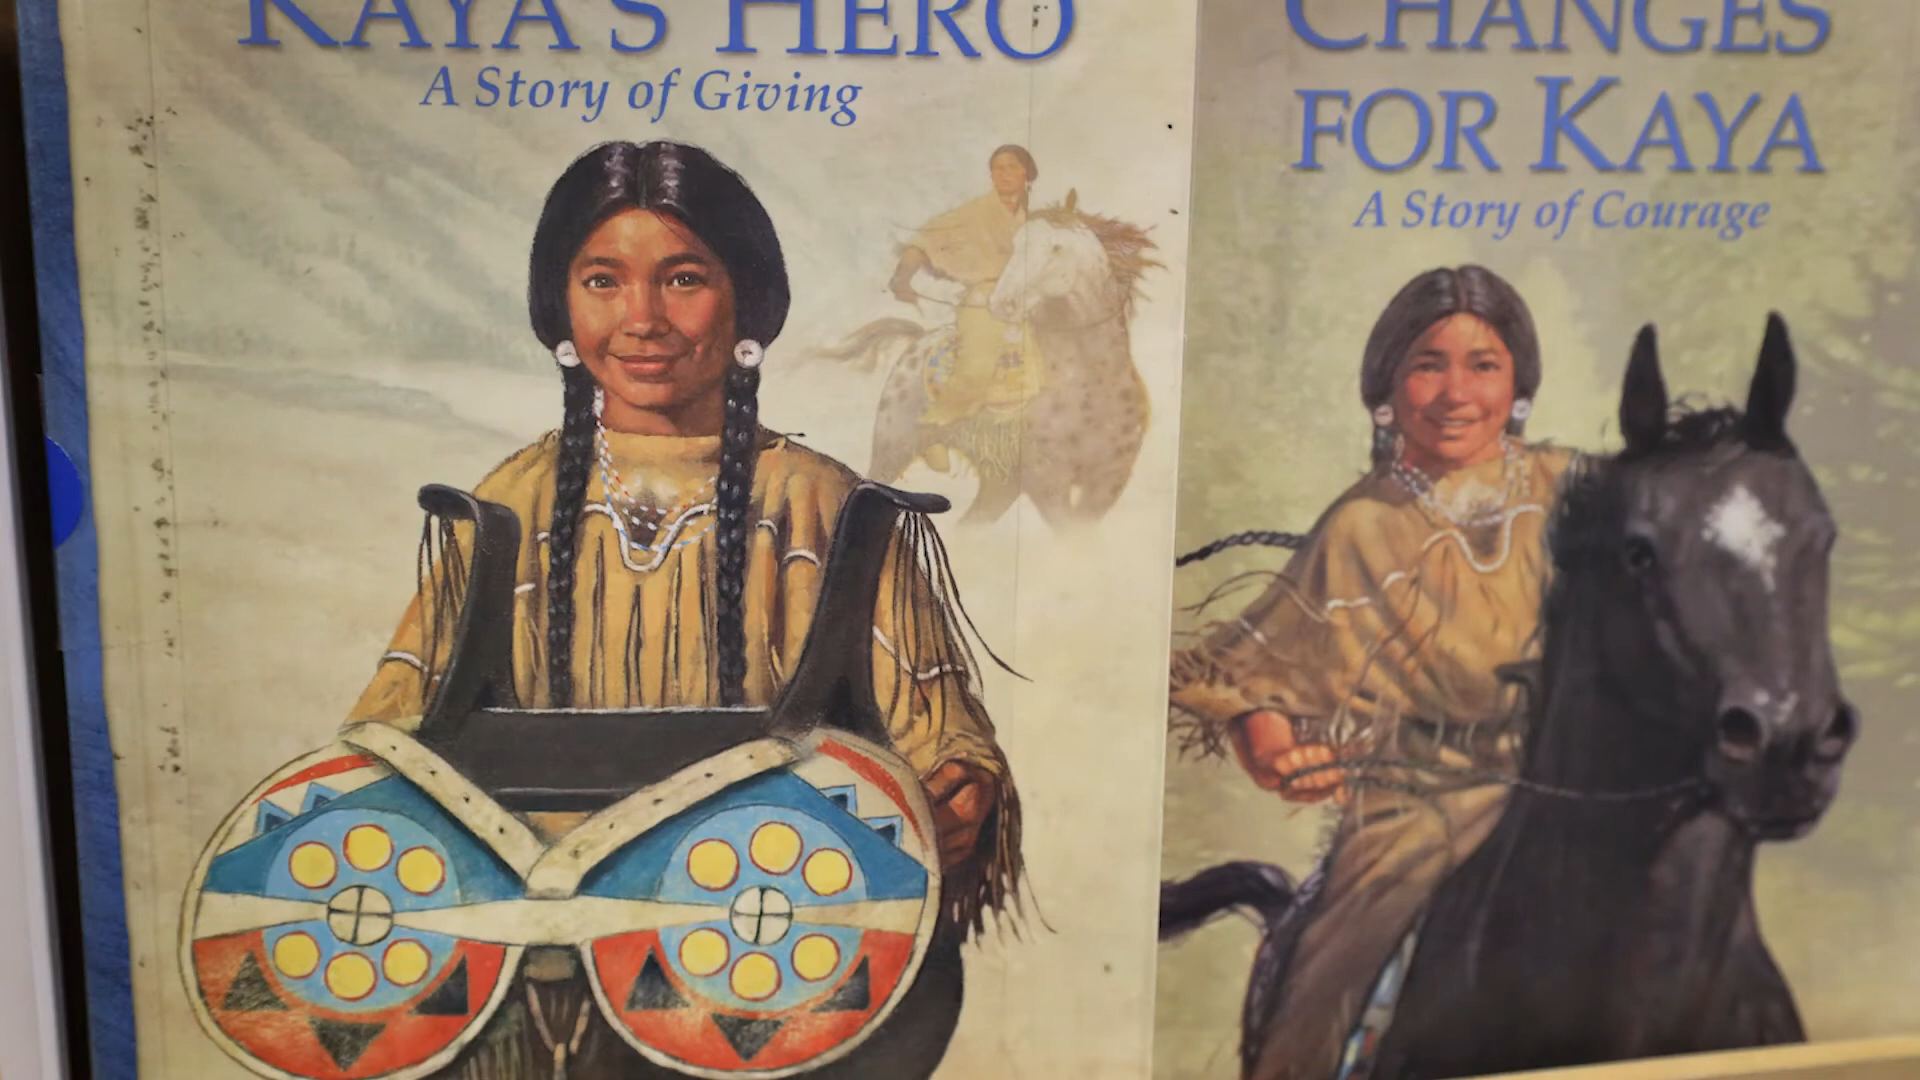 KAYA'S HERO
A Story of Giving
CHANGES
FOR KAYA
A Story of Courage